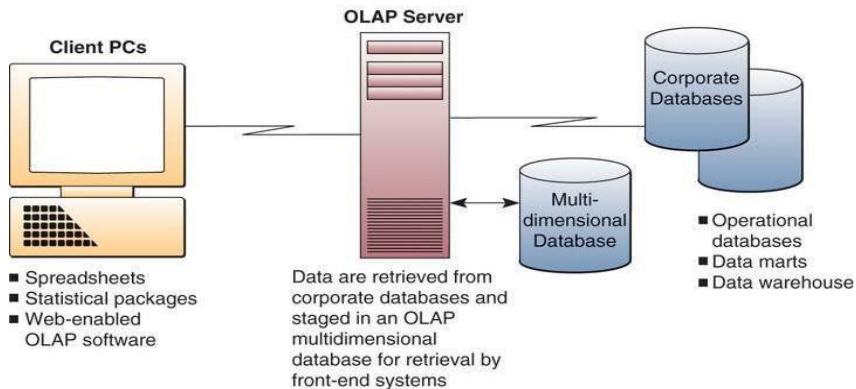 OLAP Server
Client PCs
Corporate
Databases
Multi-
dimensional
Database
■ Spreadsheets
■ Statistical packages
■ Web-enabled
OLAP software
Data are retrieved from
corporate databases and
staged in an OLAP
multidimensional
database for retrieval by
front-end systems
■ Operational
databases
■ Data marts
■ Data warehouse